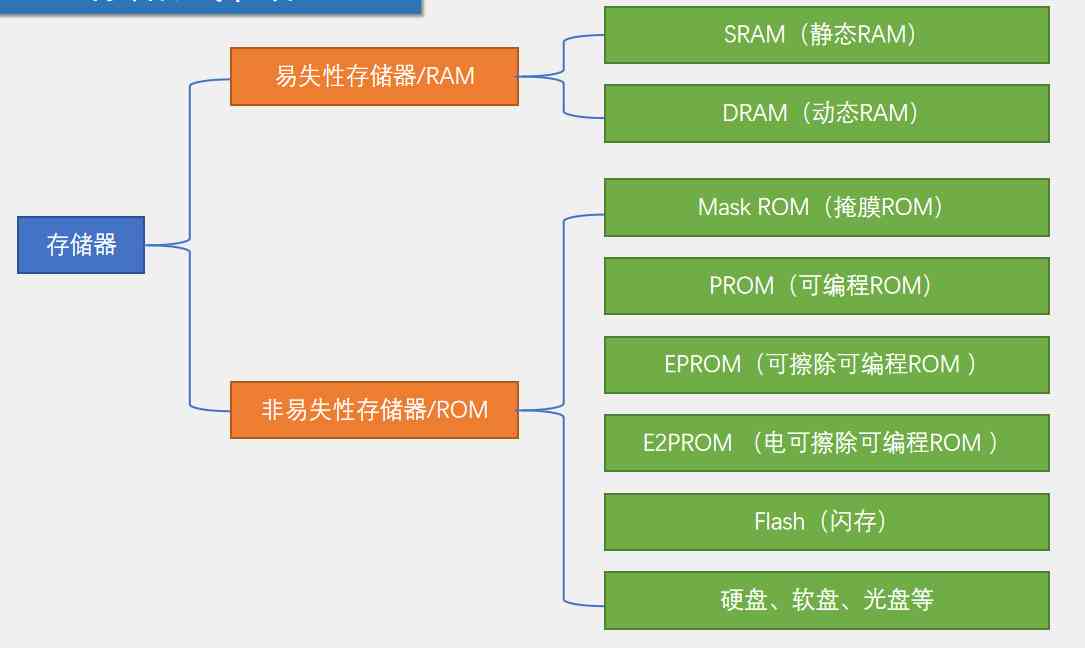 存储器
易失性存储器/RAM
SRAM（静态RAM）
DRAM（动态RAM）
非易失性存储器/ROM
Mask ROM（掩膜ROM）
PROM（可编程ROM）
EPROM（可擦除可编程ROM ）
E2PROM （电可擦除可编程ROM ）
Flash（闪存）
硬盘、软盘、光盘等